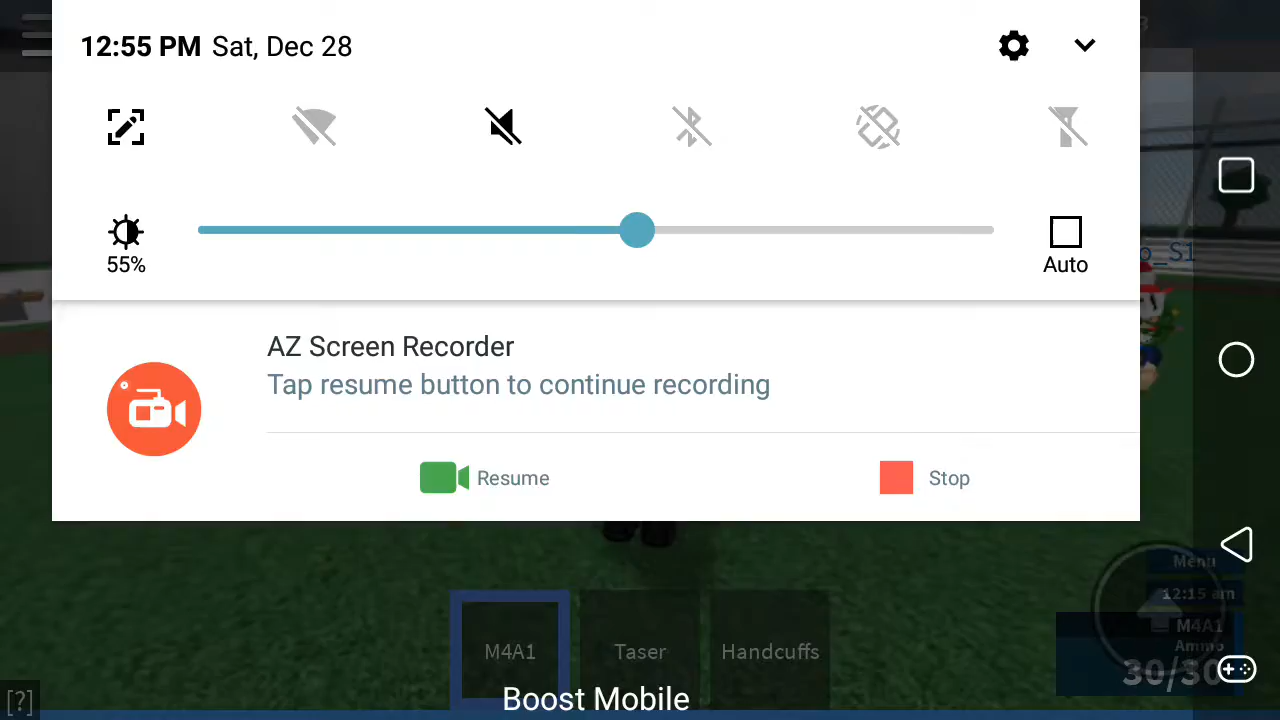 12:55 PM Sat, Dec 28
55%
Auto
AZ Screen Recorder
Tap resume button to continue recording
Resume
Stop
o_S1
Menu
12:15 am
M4A1
Ammo
30/30
M4A1
Taser
Handcuffs
[?]
Boost Mobile